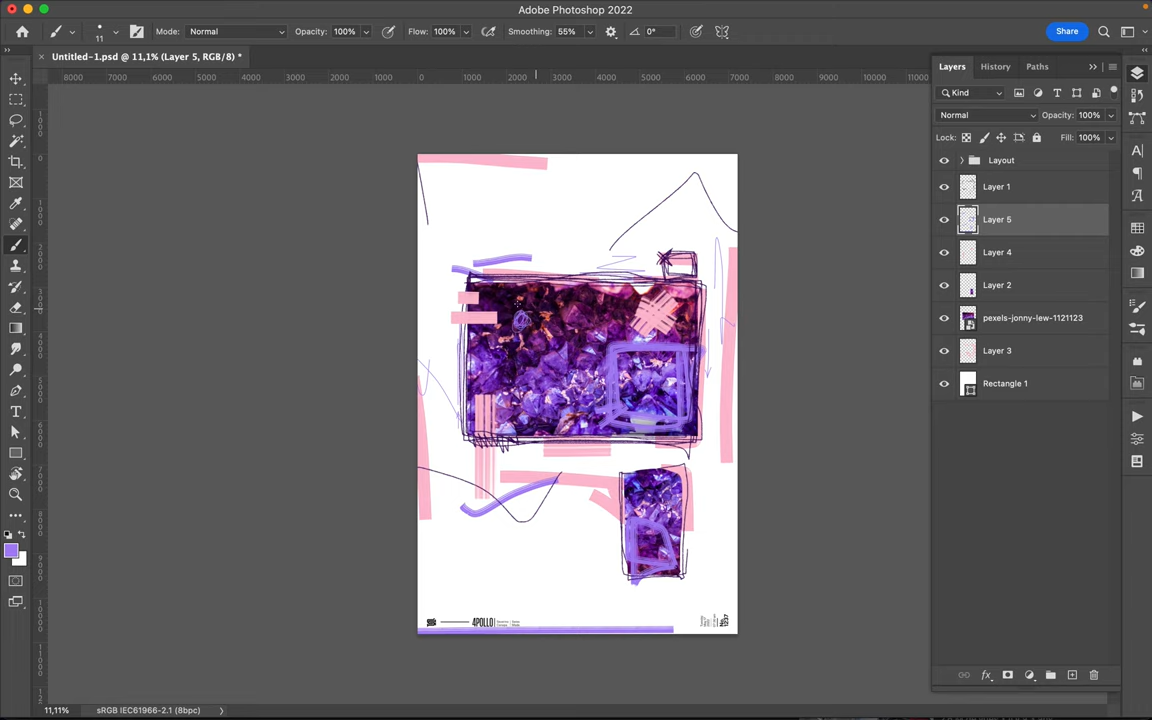 Adobe Photoshop 2022
11
Mode: Normal
Opacity: 100%
Flow: 100%
Smoothing: 55%
0°
Share
Untitled-1.psd @ 11,1% (Layer 5, RGB/8) *
8000 7000 6000 5000 4000 3000 2000 1000 0 1000 2000 3000 4000 5000 6000 7000 8000 9000 10000 11000
Layers History Paths
Kind
Normal Opacity: 100%
Lock: Fill: 100%
Layout
Layer 1
Layer 5
Layer 4
Layer 2
pexels-jonny-lew-1121123
Layer 3
Rectangle 1
4POLLO
11,11% sRGB IEC61966-2.1 (8bpc)